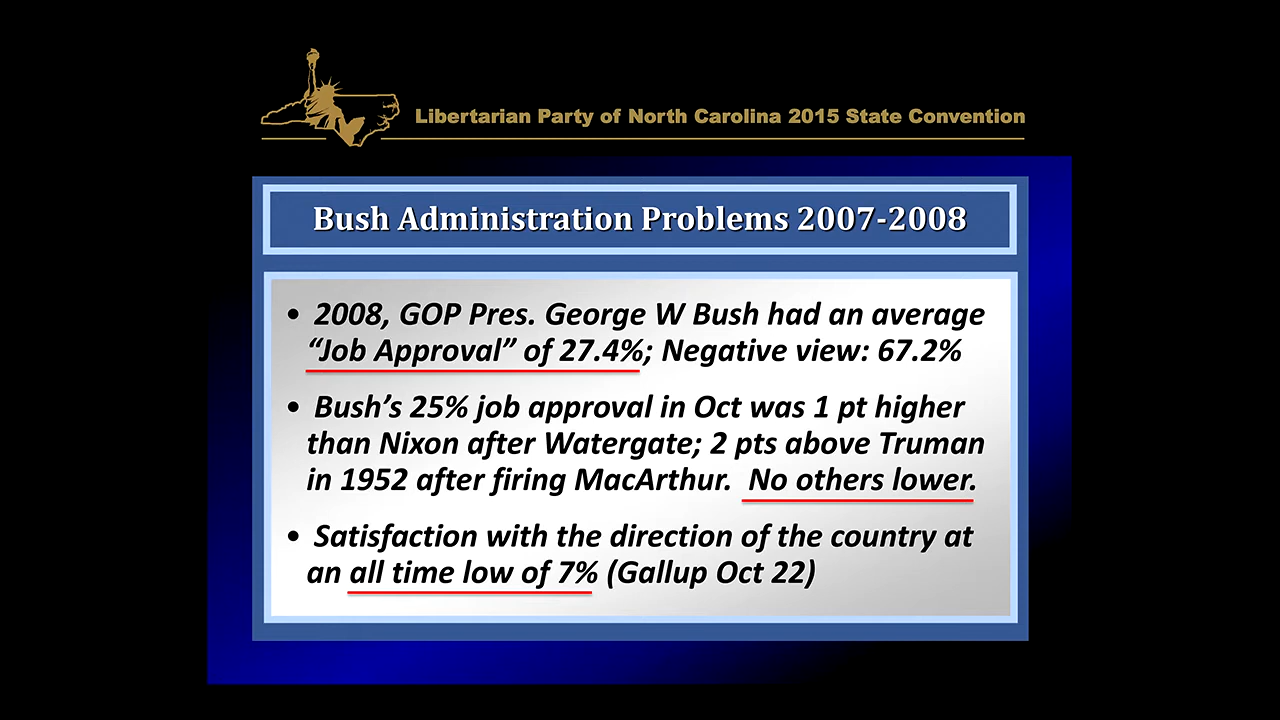 Libertarian Party of North Carolina 2015 State Convention
Bush Administration Problems 2007-2008
• 2008, GOP Pres. George W Bush had an average
“Job Approval” of 27.4%; Negative view: 67.2%
• Bush’s 25% job approval in Oct was 1 pt higher
than Nixon after Watergate; 2 pts above Truman
in 1952 after firing MacArthur. No others lower.
• Satisfaction with the direction of the country at
an all time low of 7% (Gallup Oct 22)